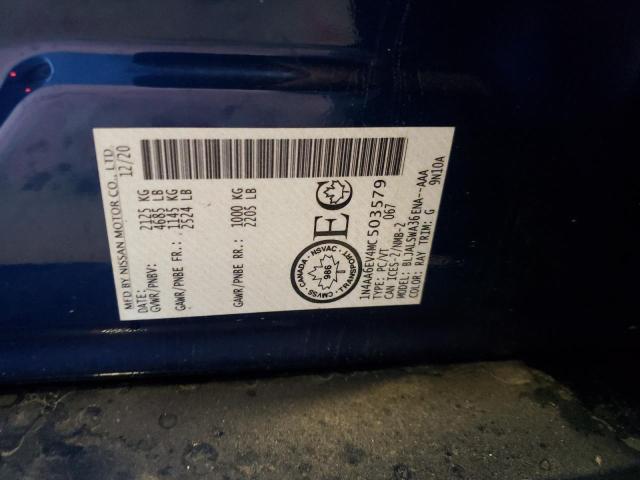 MFD BY NISSAN MOTOR CO., LTD.
DATE: 12/20
GVWR/PNBV: 2125 KG
4685 LB
GAWR/PNBE FR.: 1145 KG
2524 LB
GAWR/PNBE RR.: 1000 KG
2205 LB
CANADA · NSVAC · TRANSPORT · CMVSS
986
EC
1N4AA6EV4MC503579
TYPE: PC/VT 067
CAN ICES-2/NMB-2
MODEL: BLJALSWA36ENA--AAA
COLOR: RAY TRIM: G 9N10A